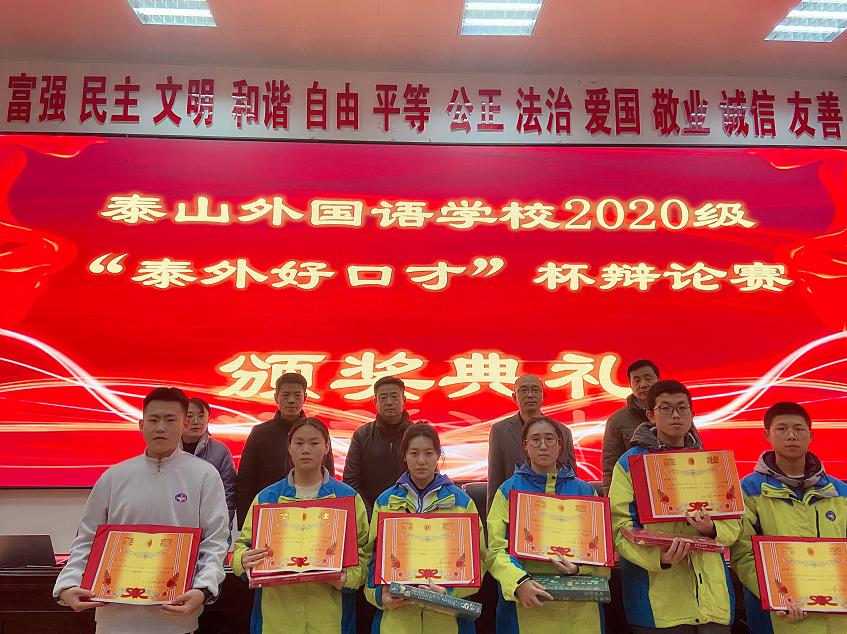 富强 民主 文明 和谐 自由 平等 公正 法治 爱国 敬业 诚信 友善
泰山外国语学校2020级
“泰外好口才”杯辩论赛
颁奖典礼